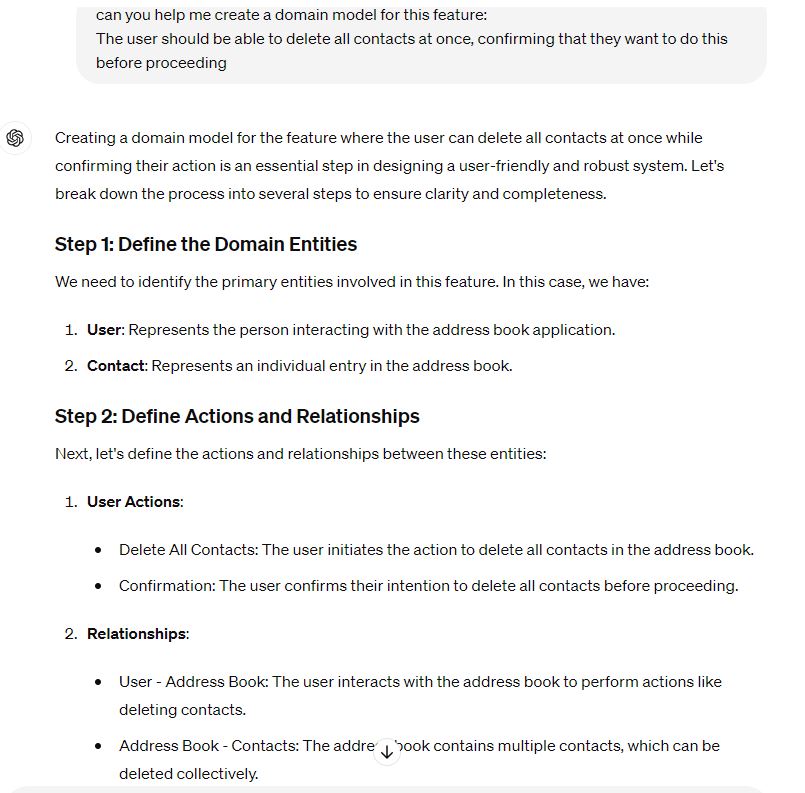 can you help me create a domain model for this feature:
The user should be able to delete all contacts at once, confirming that they want to do this
before proceeding
Creating a domain model for the feature where the user can delete all contacts at once while
confirming their action is an essential step in designing a user-friendly and robust system. Let's
break down the process into several steps to ensure clarity and completeness.
Step 1: Define the Domain Entities
We need to identify the primary entities involved in this feature. In this case, we have:
1. User: Represents the person interacting with the address book application.
2. Contact: Represents an individual entry in the address book.
Step 2: Define Actions and Relationships
Next, let's define the actions and relationships between these entities:
1. User Actions:
• Delete All Contacts: The user initiates the action to delete all contacts in the address book.
• Confirmation: The user confirms their intention to delete all contacts before proceeding.
2. Relationships:
• User - Address Book: The user interacts with the address book to perform actions like
deleting contacts.
• Address Book - Contacts: The address book contains multiple contacts, which can be
deleted collectively.